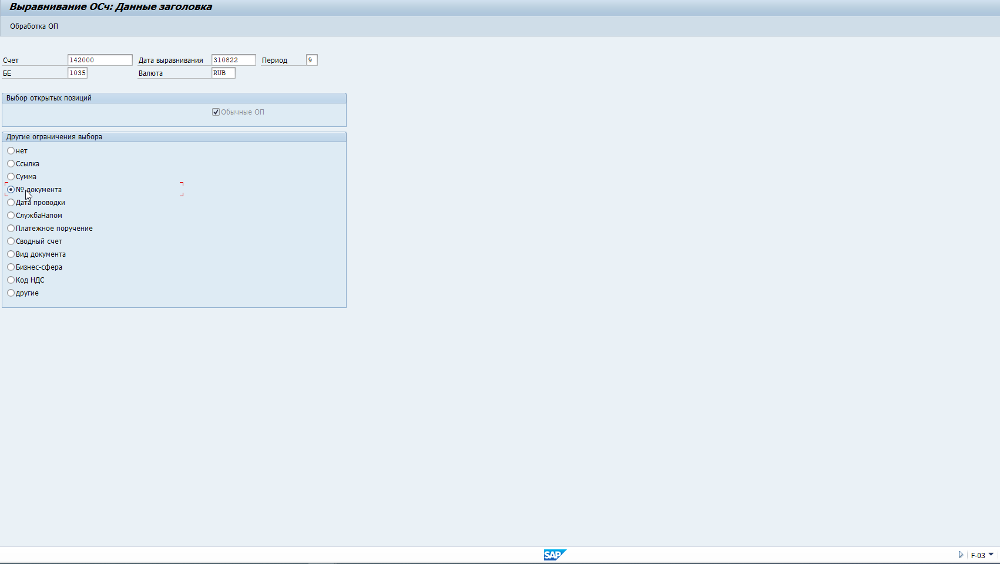 Выравнивание ОСч: Данные заголовка
Обработка ОП
Счет 142000 Дата выравнивания 310822 Период 9
БЕ 1035 Валюта RUB
Выбор открытых позиций
Обычные ОП
Другие ограничения выбора
нет
Ссылка
Сумма
№ документа
Дата проводки
СлужбаНапом
Платежное поручение
Сводный счет
Вид документа
Бизнес-сфера
Код НДС
другие
SAP F-03